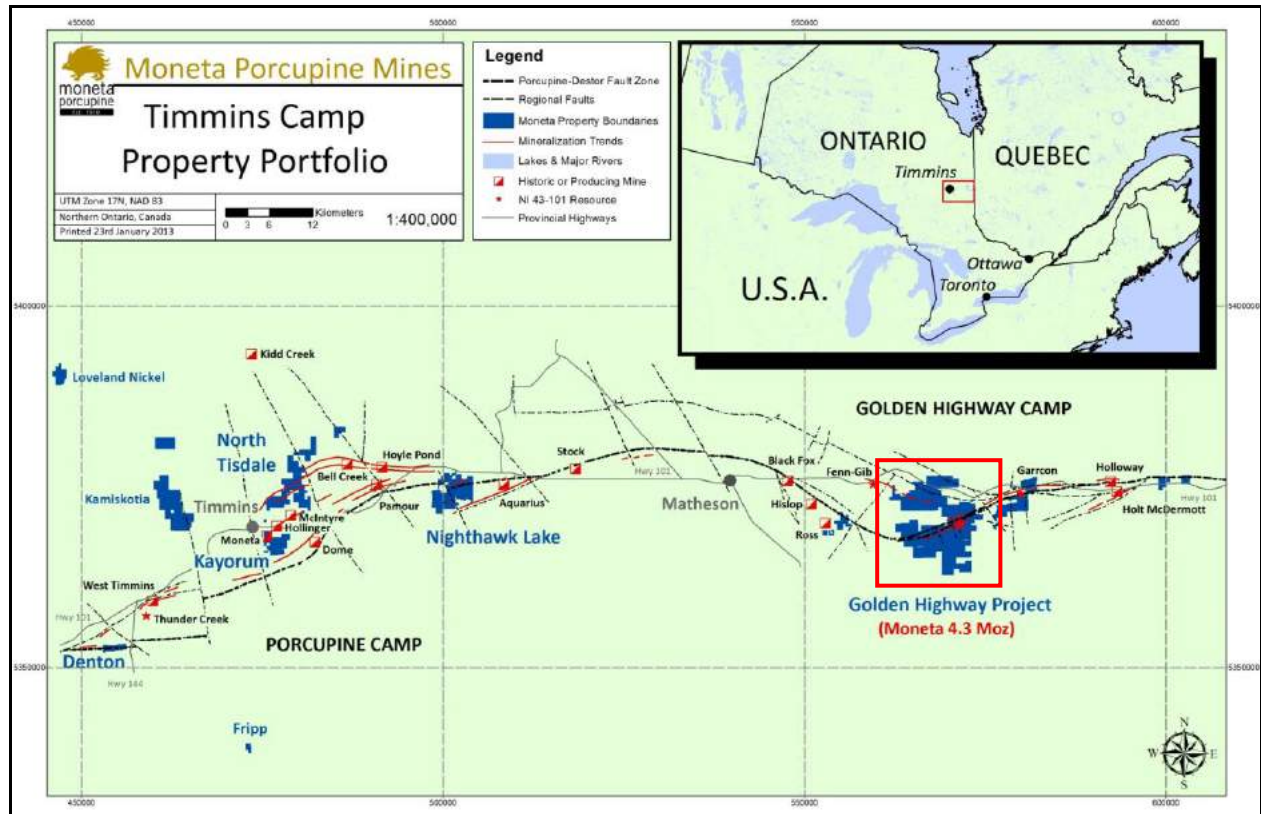 450000
500000
550000
600000
moneta
porcupine
Moneta Porcupine Mines
Timmins Camp
Property Portfolio
UTM Zone 17N, NAD 83
Northern Ontario, Canada
Printed 23rd January 2013
Kilometers
0 3 6 12
1:400,000
Legend
Porcupine-Destor Fault Zone
Regional Faults
Moneta Property Boundaries
Mineralization Trends
Lakes & Major Rivers
Historic or Producing Mine
NI 43-101 Resource
Provincial Highways
ONTARIO
QUEBEC
Timmins
Ottawa
Toronto
U.S.A.
5400000
5400000
Kidd Creek
Loveland Nickel
GOLDEN HIGHWAY CAMP
North
Tisdale
Hoyle Pond
Stock
Black Fox
Fenn-Gib
Garrcon
Holloway
Bell Creek
Hwy 101
Kamiskotia
Timmins
Pamour
Aquarius
Matheson
Hislop
Hwy 101
Holt McDermott
McIntyre
Hollinger
Moneta
Nighthawk Lake
Ross
Dome
Kayorum
West Timmins
Thunder Creek
Hwy 101
Golden Highway Project
(Moneta 4.3 Moz)
PORCUPINE CAMP
Denton
5350000
5350000
Hwy 144
Fripp
N
W
E
S
450000
500000
550000
600000